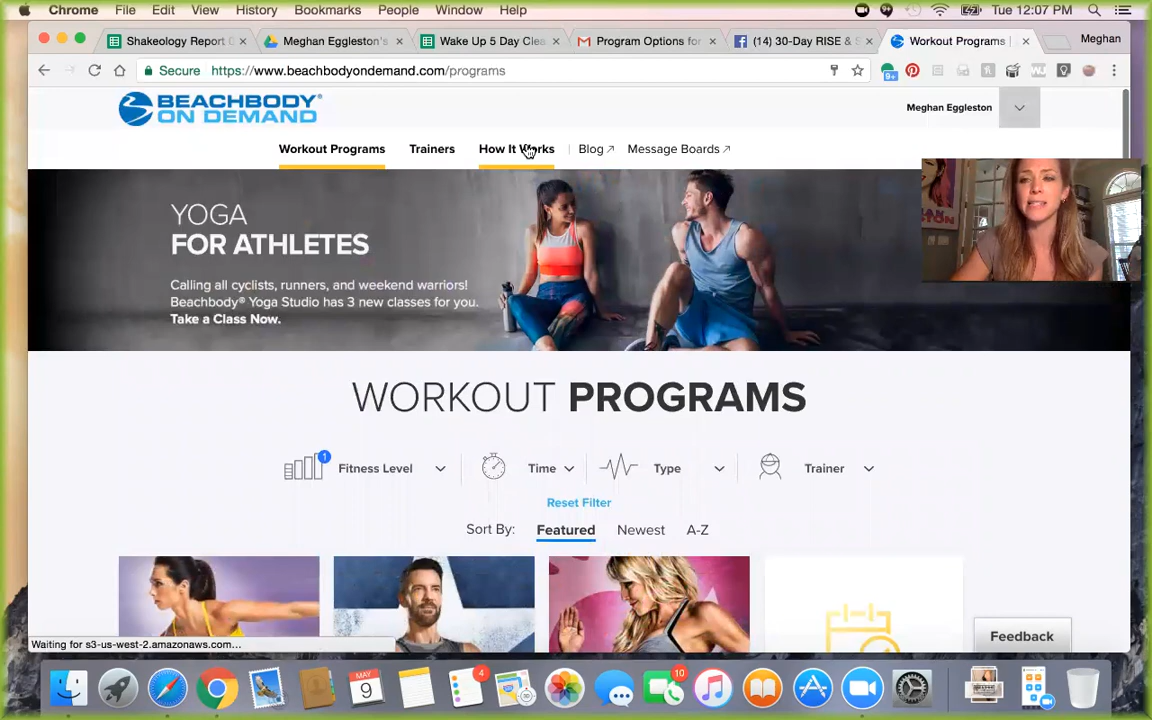 Chrome File Edit View History Bookmarks People Window Help 9+ Tue 12:07 PM
Shakeology Report × Meghan Eggleston's × Wake Up 5 Day Clea × Program Options for × (14) 30-Day RISE & S × Workout Programs × Meghan
Secure https://www.beachbodyondemand.com/programs
9+
BEACHBODY
ON DEMAND
Meghan Eggleston
Workout Programs Trainers How It Works Blog Message Boards
YOGA
FOR ATHLETES
Calling all cyclists, runners, and weekend warriors!
Beachbody® Yoga Studio has 3 new classes for you.
Take a Class Now.
WORKOUT PROGRAMS
1
Fitness Level Time Type Trainer
Reset Filter
Sort By: Featured Newest A-Z
Feedback
Waiting for s3-us-west-2.amazonaws.com...
MAY
9
4
10